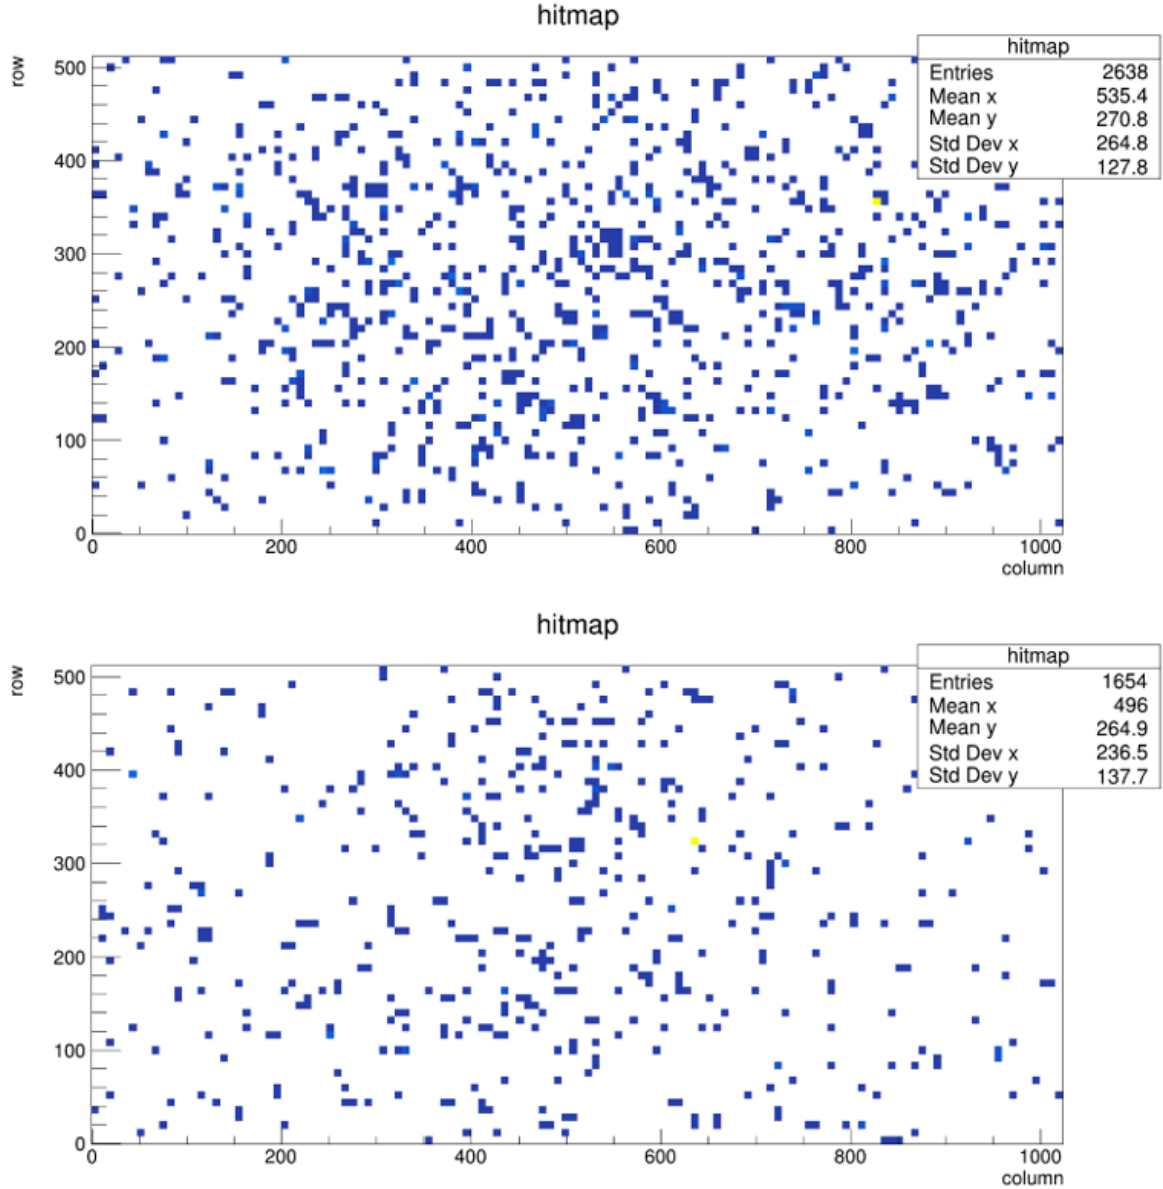 hitmap
hitmap
Entries 2638
Mean x 535.4
Mean y 270.8
Std Dev x 264.8
Std Dev y 127.8
row
500
400
300
200
100
0
0 200 400 600 800 1000
column
hitmap
hitmap
Entries 1654
Mean x 496
Mean y 264.9
Std Dev x 236.5
Std Dev y 137.7
row
500
400
300
200
100
0
0 200 400 600 800 1000
column